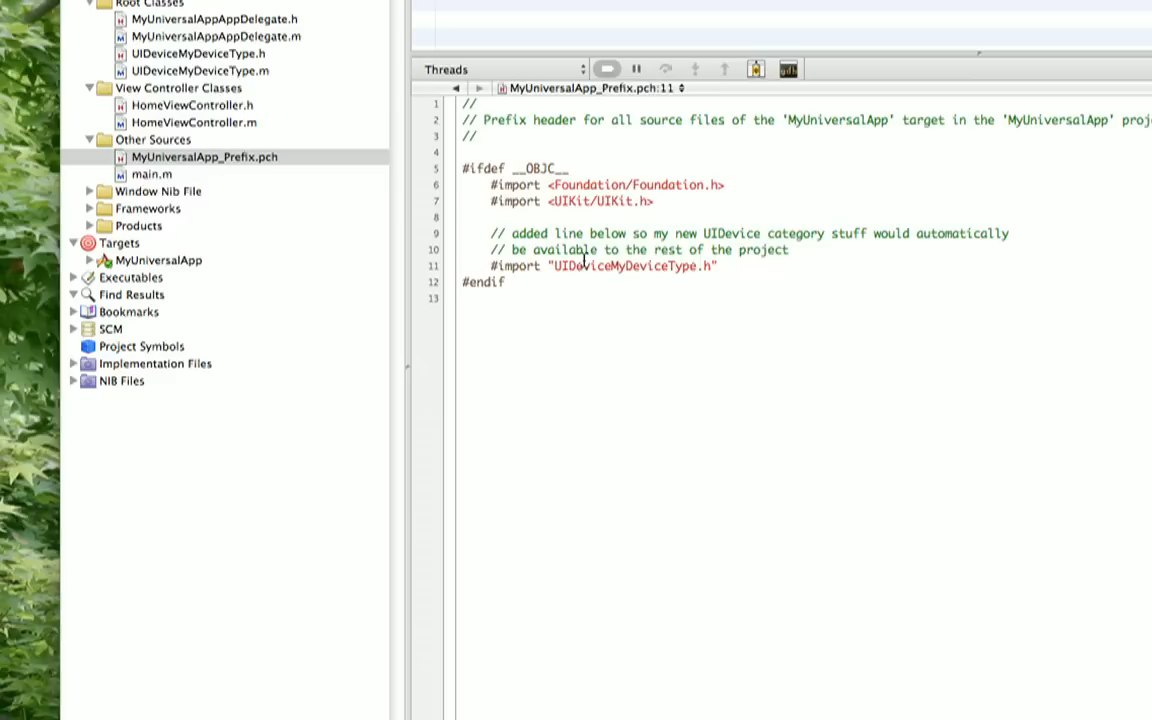 Root Classes
MyUniversalAppAppDelegate.h
MyUniversalAppAppDelegate.m
UIDeviceMyDeviceType.h
UIDeviceMyDeviceType.m
View Controller Classes
HomeViewController.h
HomeViewController.m
Other Sources
MyUniversalApp_Prefix.pch
main.m
Window Nib File
Frameworks
Products
Targets
MyUniversalApp
Executables
Find Results
Bookmarks
SCM
Project Symbols
Implementation Files
NIB Files
Threads
MyUniversalApp_Prefix.pch:11
1 //
2 // Prefix header for all source files of the 'MyUniversalApp' target in the 'MyUniversalApp' proj
3 //
4
5 #ifdef __OBJC__
6 #import <Foundation/Foundation.h>
7 #import <UIKit/UIKit.h>
8
9 // added line below so my new UIDevice category stuff would automatically
10 // be available to the rest of the project
11 #import "UIDeviceMyDeviceType.h"
12 #endif
13